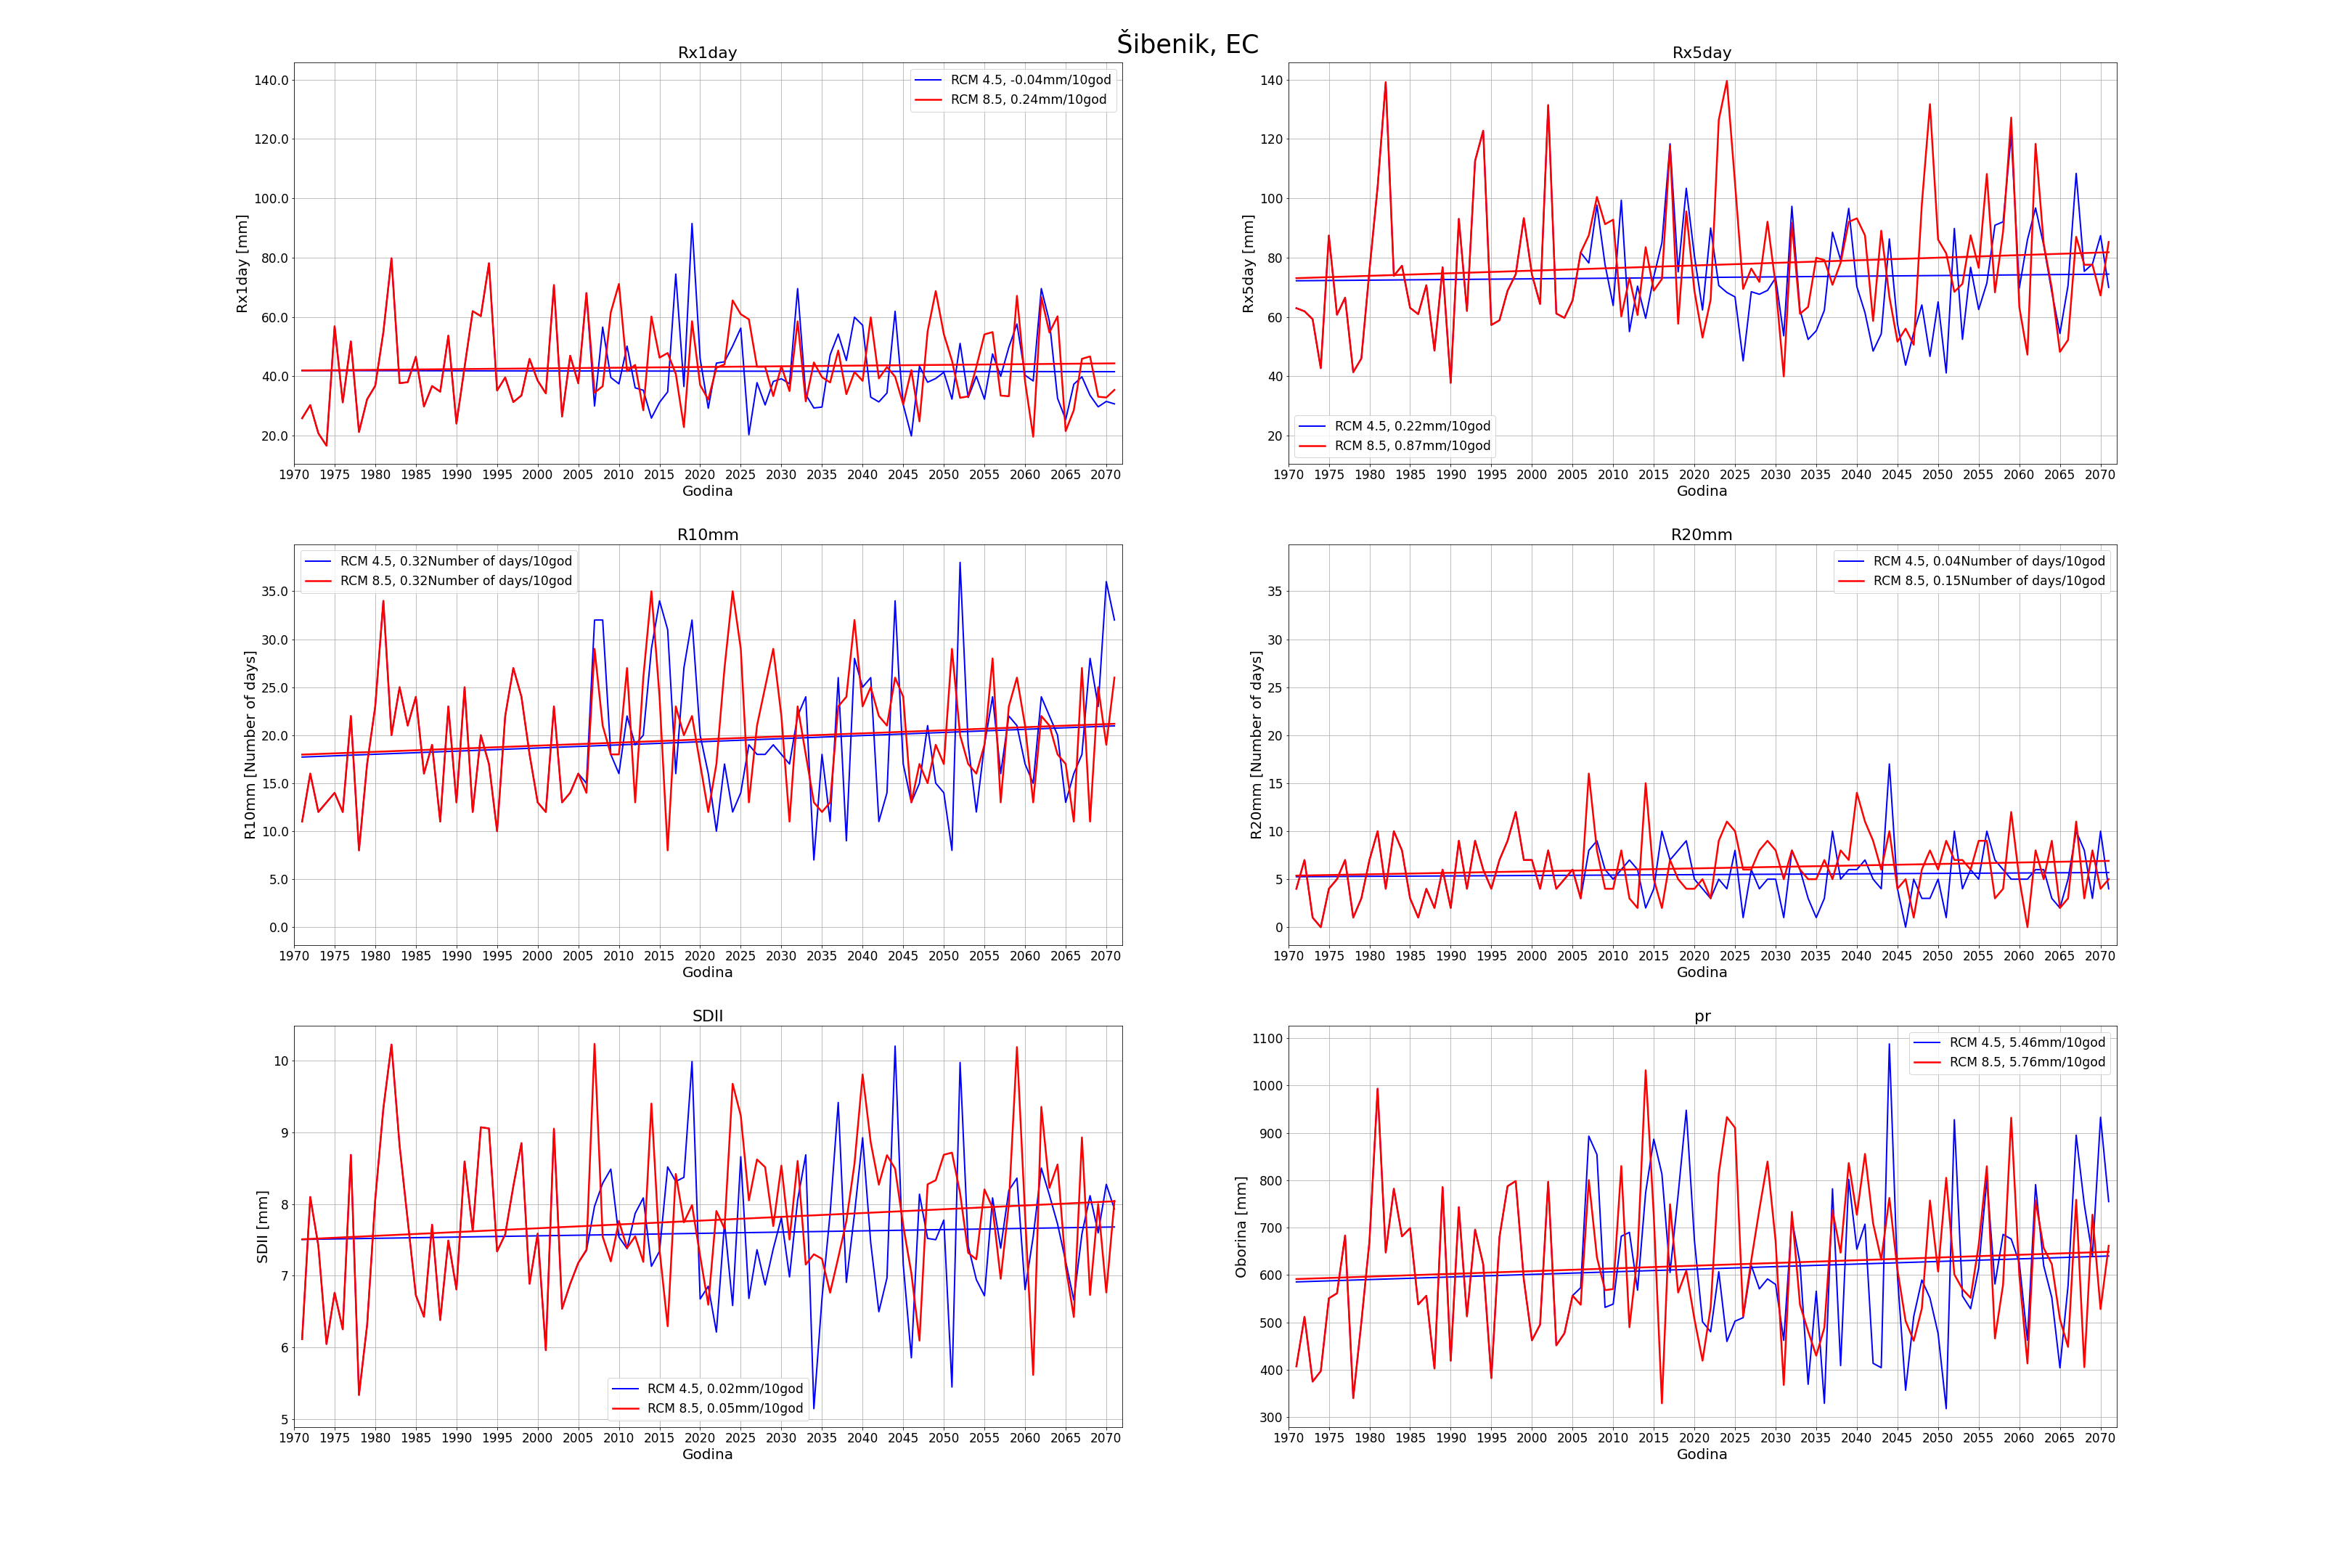 Šibenik, EC
Rx1day
RCM 4.5, -0.04mm/10god
RCM 8.5, 0.24mm/10god
Rx1day [mm]
140.0
120.0
100.0
80.0
60.0
40.0
20.0
1970 1975 1980 1985 1990 1995 2000 2005 2010 2015 2020 2025 2030 2035 2040 2045 2050 2055 2060 2065 2070
Godina
Rx5day
RCM 4.5, 0.22mm/10god
RCM 8.5, 0.87mm/10god
Rx5day [mm]
140
120
100
80
60
40
20
1970 1975 1980 1985 1990 1995 2000 2005 2010 2015 2020 2025 2030 2035 2040 2045 2050 2055 2060 2065 2070
Godina
R10mm
RCM 4.5, 0.32Number of days/10god
RCM 8.5, 0.32Number of days/10god
R10mm [Number of days]
35.0
30.0
25.0
20.0
15.0
10.0
5.0
0.0
1970 1975 1980 1985 1990 1995 2000 2005 2010 2015 2020 2025 2030 2035 2040 2045 2050 2055 2060 2065 2070
Godina
R20mm
RCM 4.5, 0.04Number of days/10god
RCM 8.5, 0.15Number of days/10god
R20mm [Number of days]
35
30
25
20
15
10
5
0
1970 1975 1980 1985 1990 1995 2000 2005 2010 2015 2020 2025 2030 2035 2040 2045 2050 2055 2060 2065 2070
Godina
SDII
RCM 4.5, 0.02mm/10god
RCM 8.5, 0.05mm/10god
SDII [mm]
10
9
8
7
6
5
1970 1975 1980 1985 1990 1995 2000 2005 2010 2015 2020 2025 2030 2035 2040 2045 2050 2055 2060 2065 2070
Godina
pr
RCM 4.5, 5.46mm/10god
RCM 8.5, 5.76mm/10god
Oborina [mm]
1100
1000
900
800
700
600
500
400
300
1970 1975 1980 1985 1990 1995 2000 2005 2010 2015 2020 2025 2030 2035 2040 2045 2050 2055 2060 2065 2070
Godina